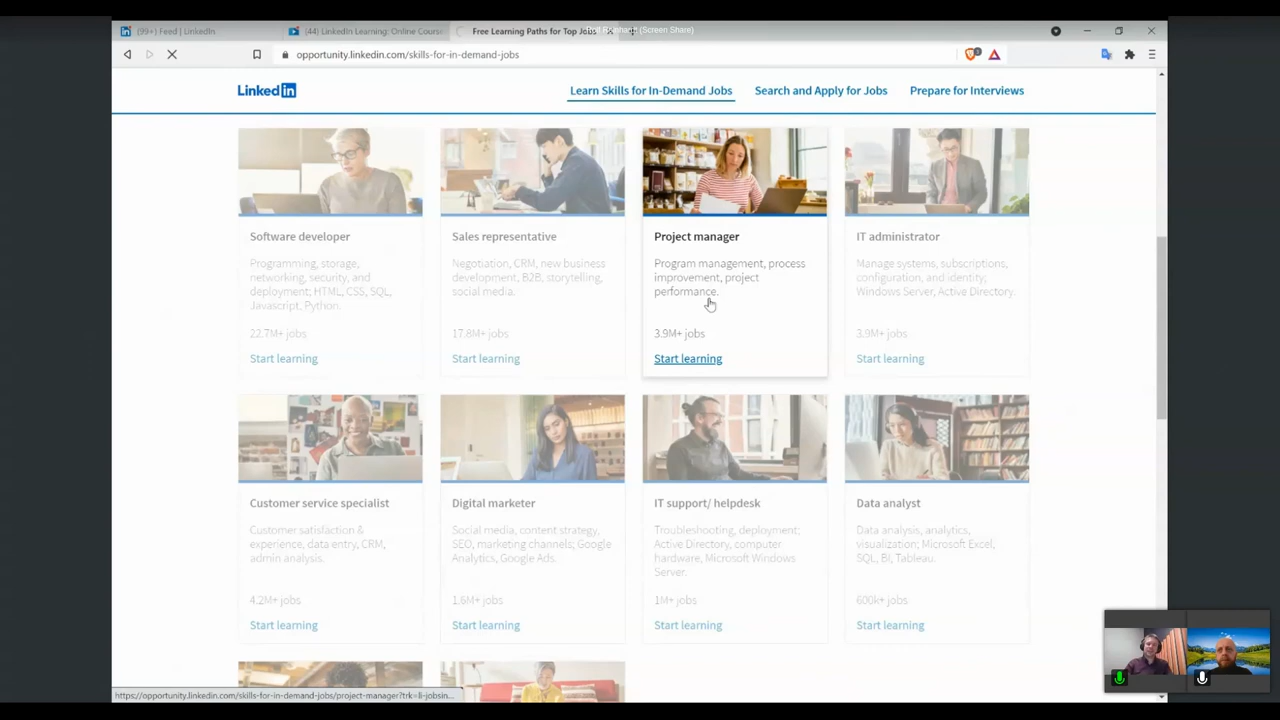 (99+) Feed | LinkedIn
(44) LinkedIn Learning: Online Cours
Free Learning Paths for Top Jobs
(Screen Share)
opportunity.linkedin.com/skills-for-in-demand-jobs
Linked in
Learn Skills for In-Demand Jobs
Search and Apply for Jobs
Prepare for Interviews
Software developer
Programming, storage,
networking, security, and
deployment; HTML, CSS, SQL,
Javascript, Python.
22.7M+ jobs
Start learning
Sales representative
Negotiation, CRM, new business
development, B2B, storytelling,
social media.
17.8M+ jobs
Start learning
Project manager
Program management, process
improvement, project
performance.
3.9M+ jobs
Start learning
IT administrator
Manage systems, subscriptions,
configuration, and identity;
Windows Server, Active Directory.
3.9M+ jobs
Start learning
Customer service specialist
Customer satisfaction &
experience, data entry, CRM,
admin analysis.
4.2M+ jobs
Start learning
Digital marketer
Social media, content strategy,
SEO, marketing channels; Google
Analytics, Google Ads.
1.6M+ jobs
Start learning
IT support/ helpdesk
Troubleshooting, deployment;
Active Directory, computer
hardware, Microsoft Windows
Server.
1M+ jobs
Start learning
Data analyst
Data analysis, analytics,
visualization; Microsoft Excel,
SQL, BI, Tableau.
600k+ jobs
Start learning
https://opportunity.linkedin.com/skills-for-in-demand-jobs/project-manager?trk=li-jobsin...